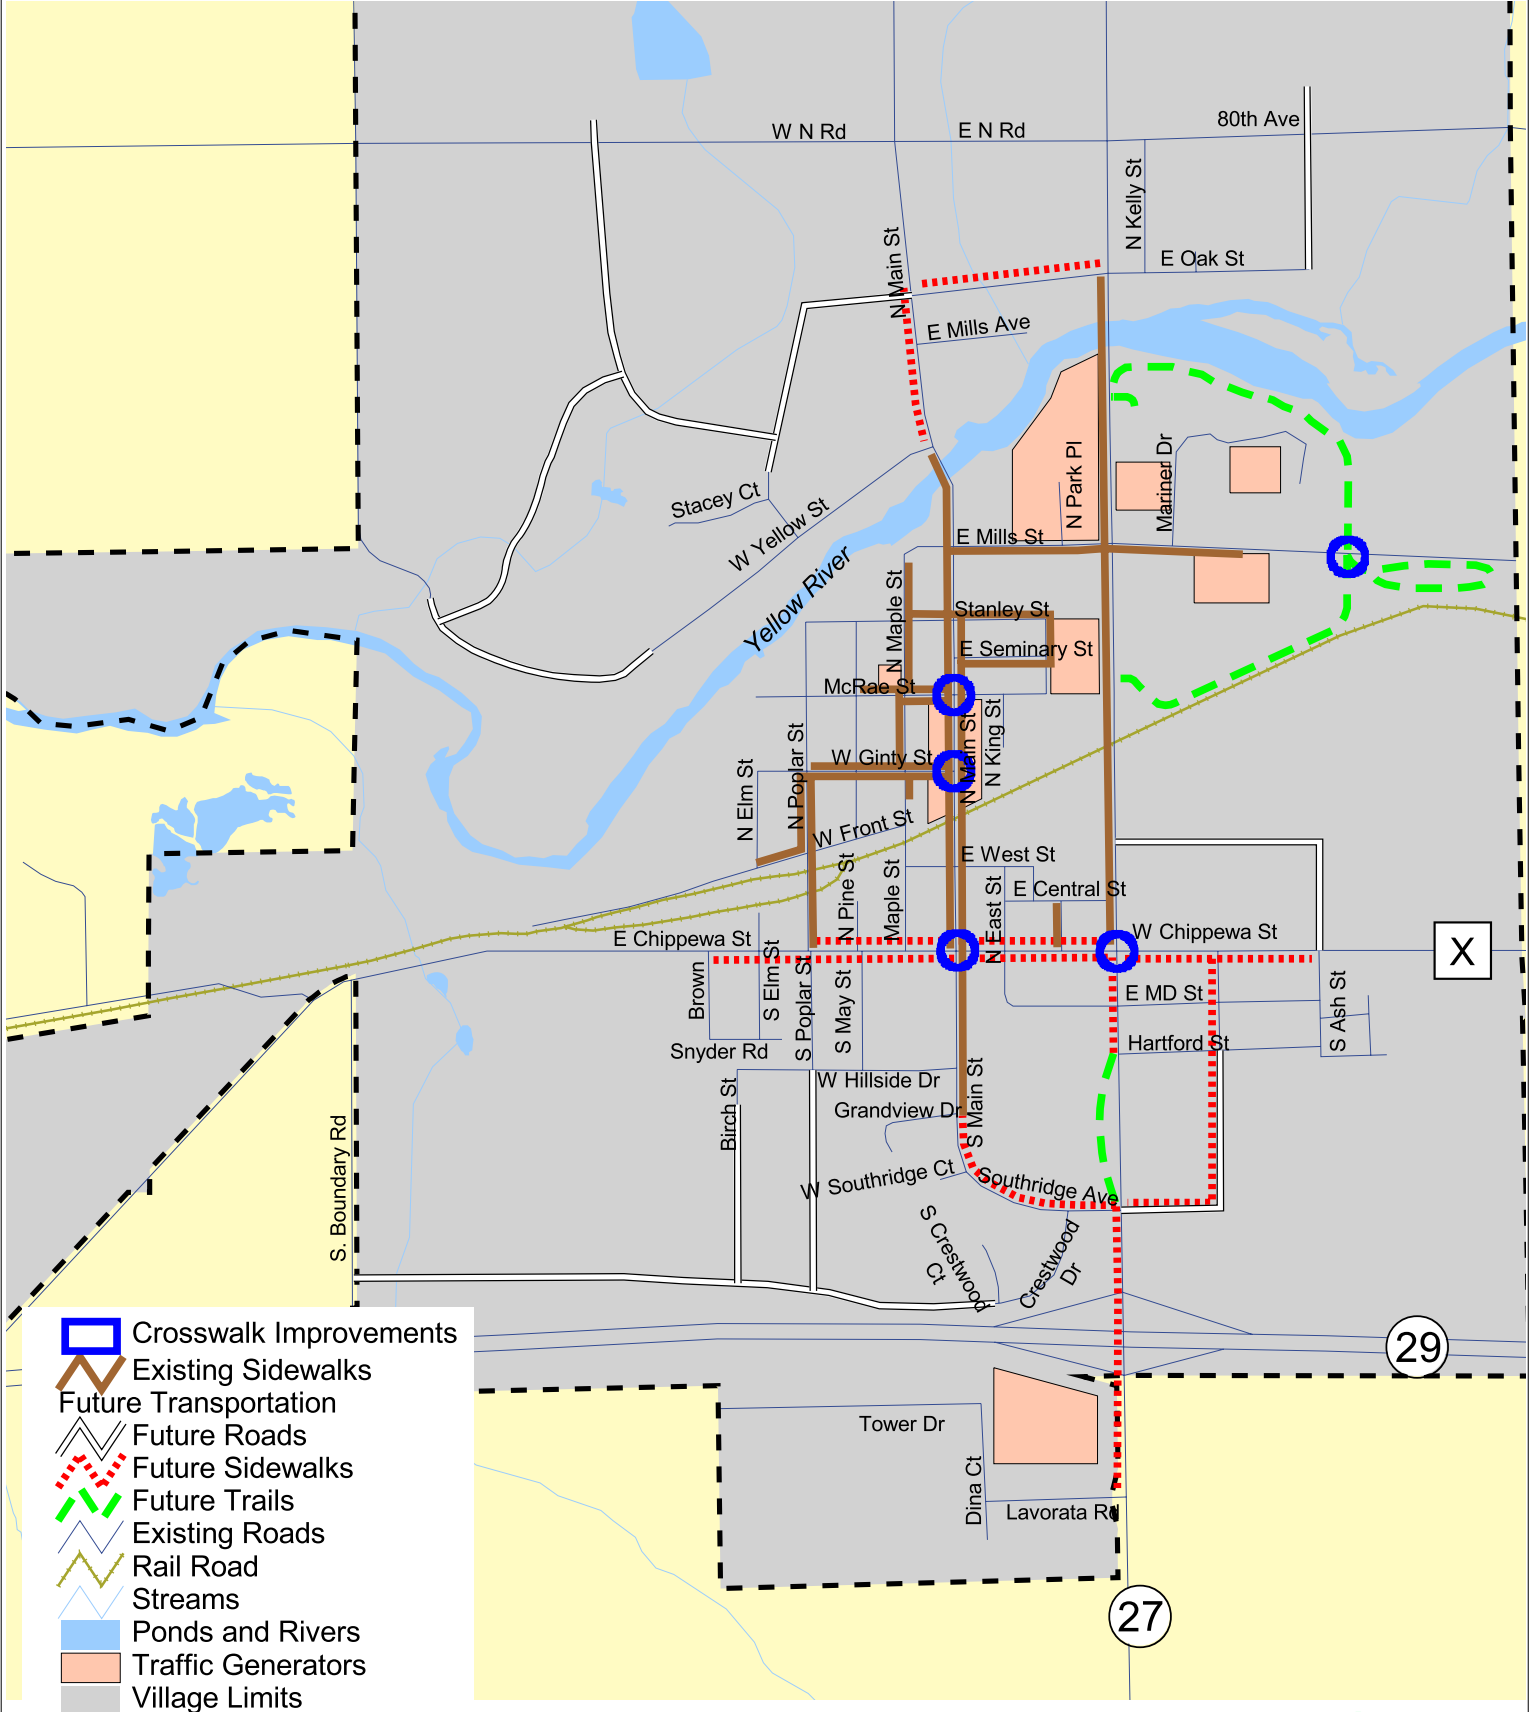 W N Rd
E N Rd
80th Ave
N Kelly St
N Main St
E Oak St
E Mills Ave
N Park Pl
Mariner Dr
Stacey Ct
W Yellow St
Yellow River
E Mills St
N Maple St
Stanley St
E Seminary St
McRae St
N Poplar St
N Elm St
W Ginty St
N Main St
N King St
W Front St
E West St
N Pine St
Maple St
N East St
E Central St
E Chippewa St
W Chippewa St
X
Brown
S Elm St
S Poplar St
S May St
E MD St
S Ash St
Hartford St
Snyder Rd
W Hillside Dr
Birch St
Grandview Dr
S Main St
S. Boundary Rd
W Southridge Ct
Southridge Ave
S Crestwood
Ct
Crestwood
Dr
29
Tower Dr
Dina Ct
Lavorata Rd
27
Crosswalk Improvements
Existing Sidewalks
Future Transportation
Future Roads
Future Sidewalks
Future Trails
Existing Roads
Rail Road
Streams
Ponds and Rivers
Traffic Generators
Village Limits